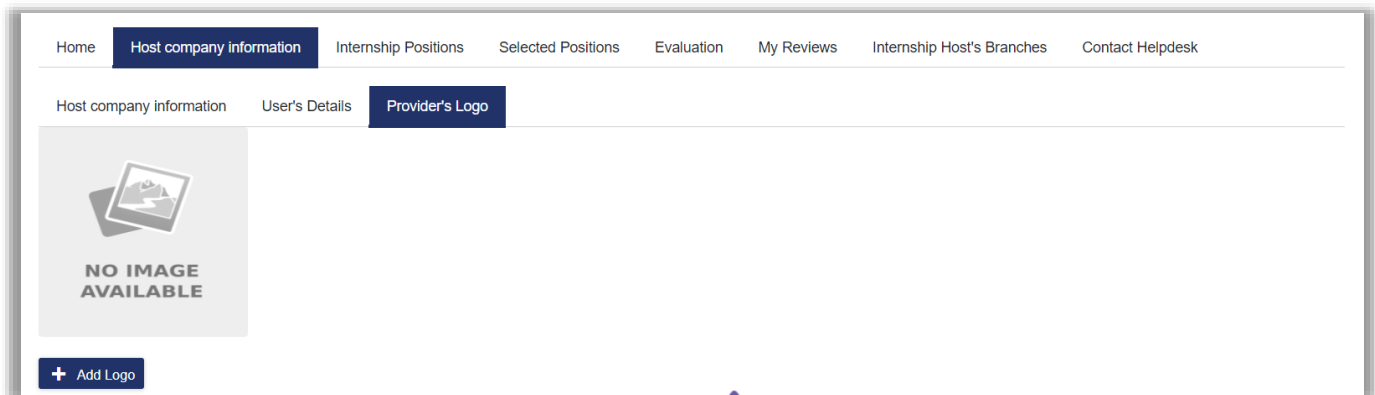 Home Host company information Internship Positions Selected Positions Evaluation My Reviews Internship Host's Branches Contact Helpdesk
Host company information User's Details Provider's Logo
NO IMAGE
AVAILABLE
Add Logo